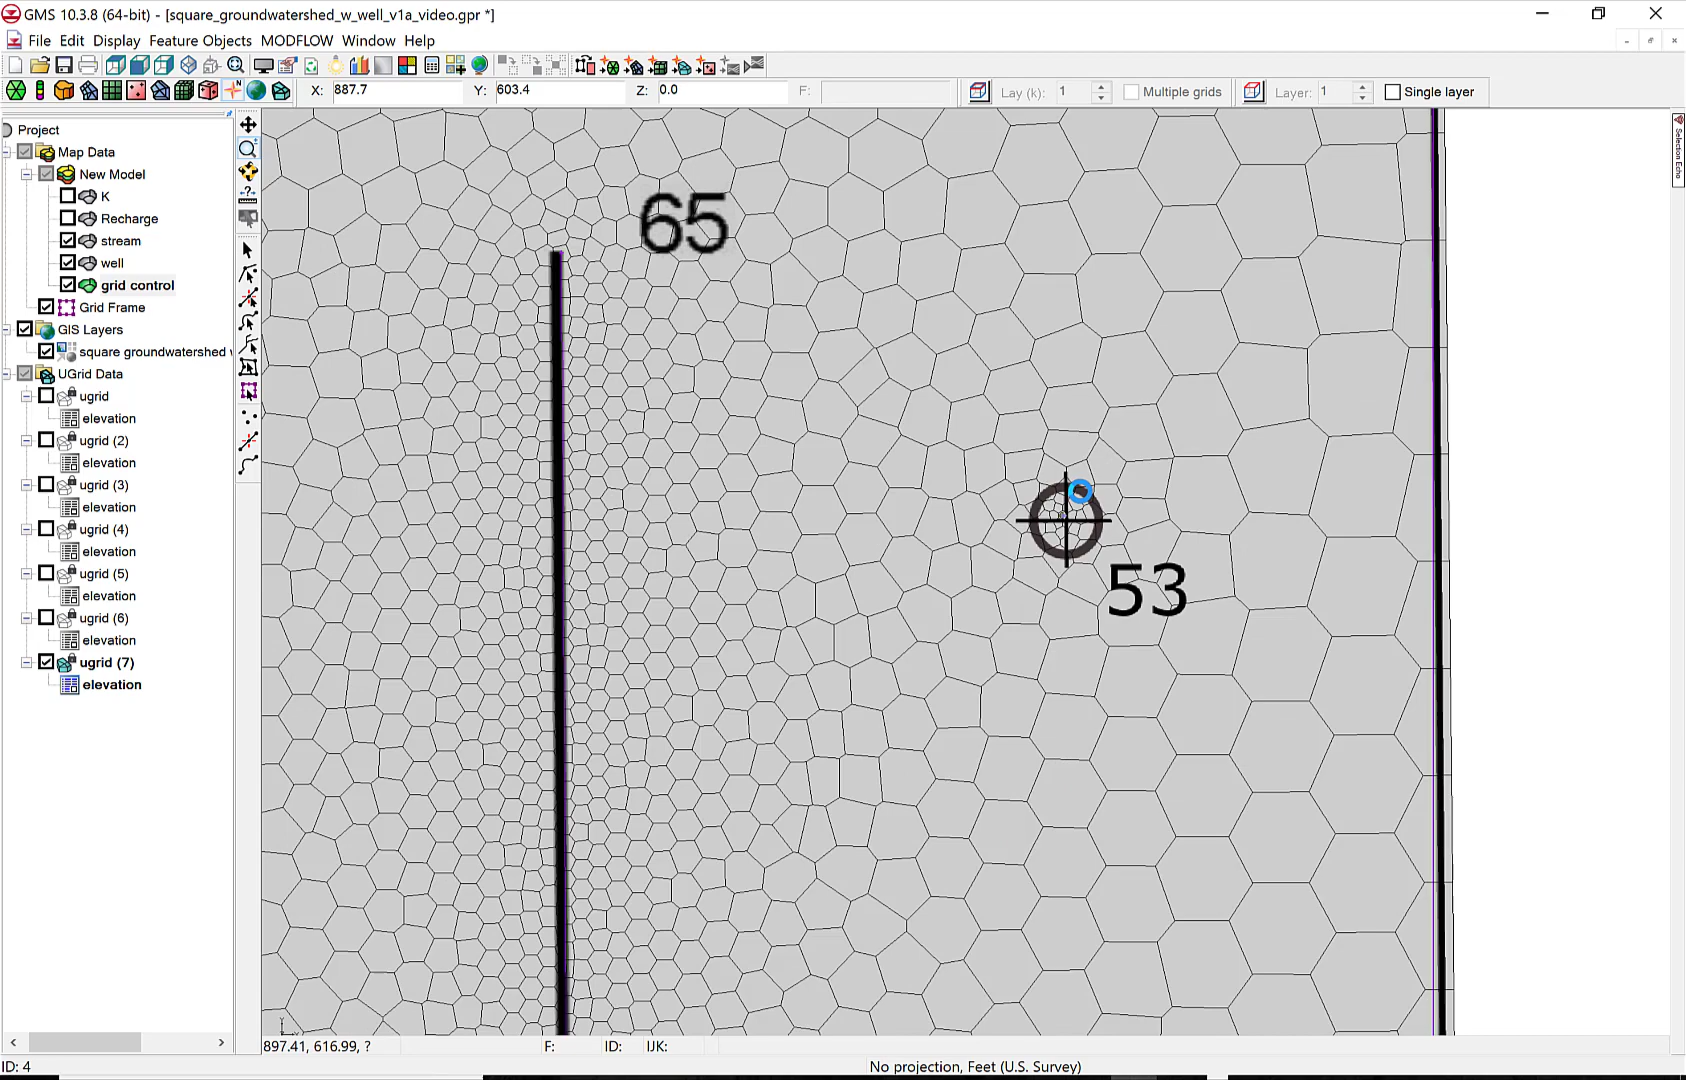 GMS 10.3.8 (64-bit) - [square_groundwatershed_w_well_v1a_video.gpr *]
File Edit Display Feature Objects MODFLOW Window Help
X: 887.7 Y: 603.4 Z: 0.0 F: Lay (k): 1 Multiple grids Layer: 1 Single layer
Project
Map Data
New Model
K
Recharge
stream
well
grid control
Grid Frame
GIS Layers
square groundwatershed
UGrid Data
ugrid
elevation
ugrid (2)
elevation
ugrid (3)
elevation
ugrid (4)
elevation
ugrid (5)
elevation
ugrid (6)
elevation
ugrid (7)
elevation
65
53
Selection Echo
897.41, 616.99, ? F: ID: IJK:
ID: 4 No projection, Feet (U.S. Survey)